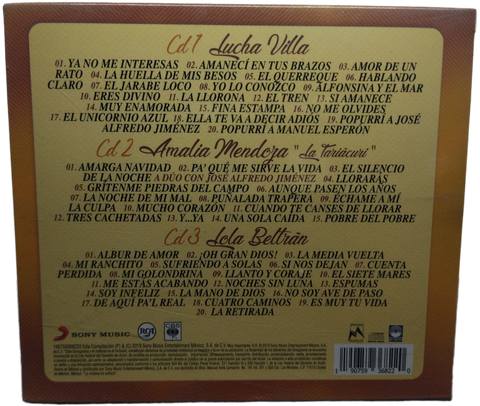 Cd 1 Lucha Villa
01. YA NO ME INTERESAS 02. AMANECÍ EN TUS BRAZOS 03. AMOR DE UN
RATO 04. LA HUELLA DE MIS BESOS 05. EL QUERREQUE 06. HABLANDO
CLARO 07. EL JARABE LOCO 08. YO LO CONOZCO 09. ALFONSINA Y EL MAR
10. ERES DIVINO 11. LA LLORONA 12. EL TREN 13. SI AMANECE
14. MUY ENAMORADA 15. FINA ESTAMPA 16. NO ME OLVIDES
17. EL UNICORNIO AZUL 18. ELLA TE VA A DECIR ADIÓS 19. POPURRÍ A JOSÉ
ALFREDO JIMÉNEZ 20. POPURRÍ A MANUEL ESPERÓN
Cd 2 Amalia Mendoza "La Tariácuri"
01. AMARGA NAVIDAD 02. PA' QUÉ ME SIRVE LA VIDA 03. EL SILENCIO
DE LA NOCHE A DÚO CON JOSÉ ALFREDO JIMÉNEZ 04. LLORARÁS
05. GRÍTENME PIEDRAS DEL CAMPO 06. AUNQUE PASEN LOS AÑOS
07. LA NOCHE DE MI MAL 08. PUÑALADA TRAPERA 09. ÉCHAME A MÍ
LA CULPA 10. MUCHO CORAZÓN 11. CUANDO TE CANSES DE LLORAR
12. TRES CACHETADAS 13. Y...YA 14. UNA SOLA CAÍDA 15. POBRE DEL POBRE
Cd 3 Lola Beltrán
01. ALBUR DE AMOR 02. ¡OH GRAN DIOS! 03. LA MEDIA VUELTA
04. MI RANCHITO 05. SUFRIENDO A SOLAS 06. SI NOS DEJAN 07. CUENTA
PERDIDA 08. MI GOLONDRINA 09. LLANTO Y CORAJE 10. EL SIETE MARES
11. ME ESTÁS ACABANDO 12. NOCHES SIN LUNA 13. ESPUMAS
14. SOY INFELIZ 15. LA MANO DE DIOS 16. NO SOY AVE DE PASO
17. DE AQUÍ PA'L REAL 18. CUATRO CAMINOS 19. ES MUY TU VIDA
20. LA RETIRADA
SONY MUSIC
RCA
CBS
1 90759 36822 0